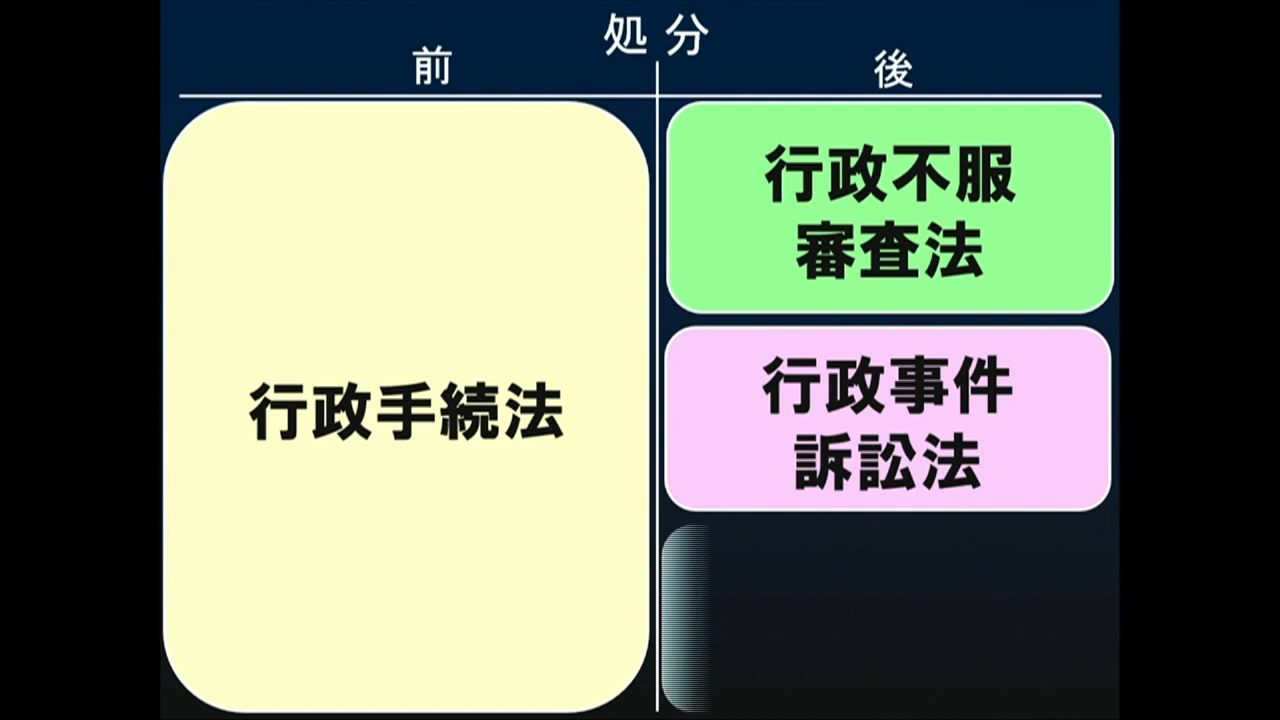 処分
前
後
行政手続法
行政不服
審査法
行政事件
訴訟法